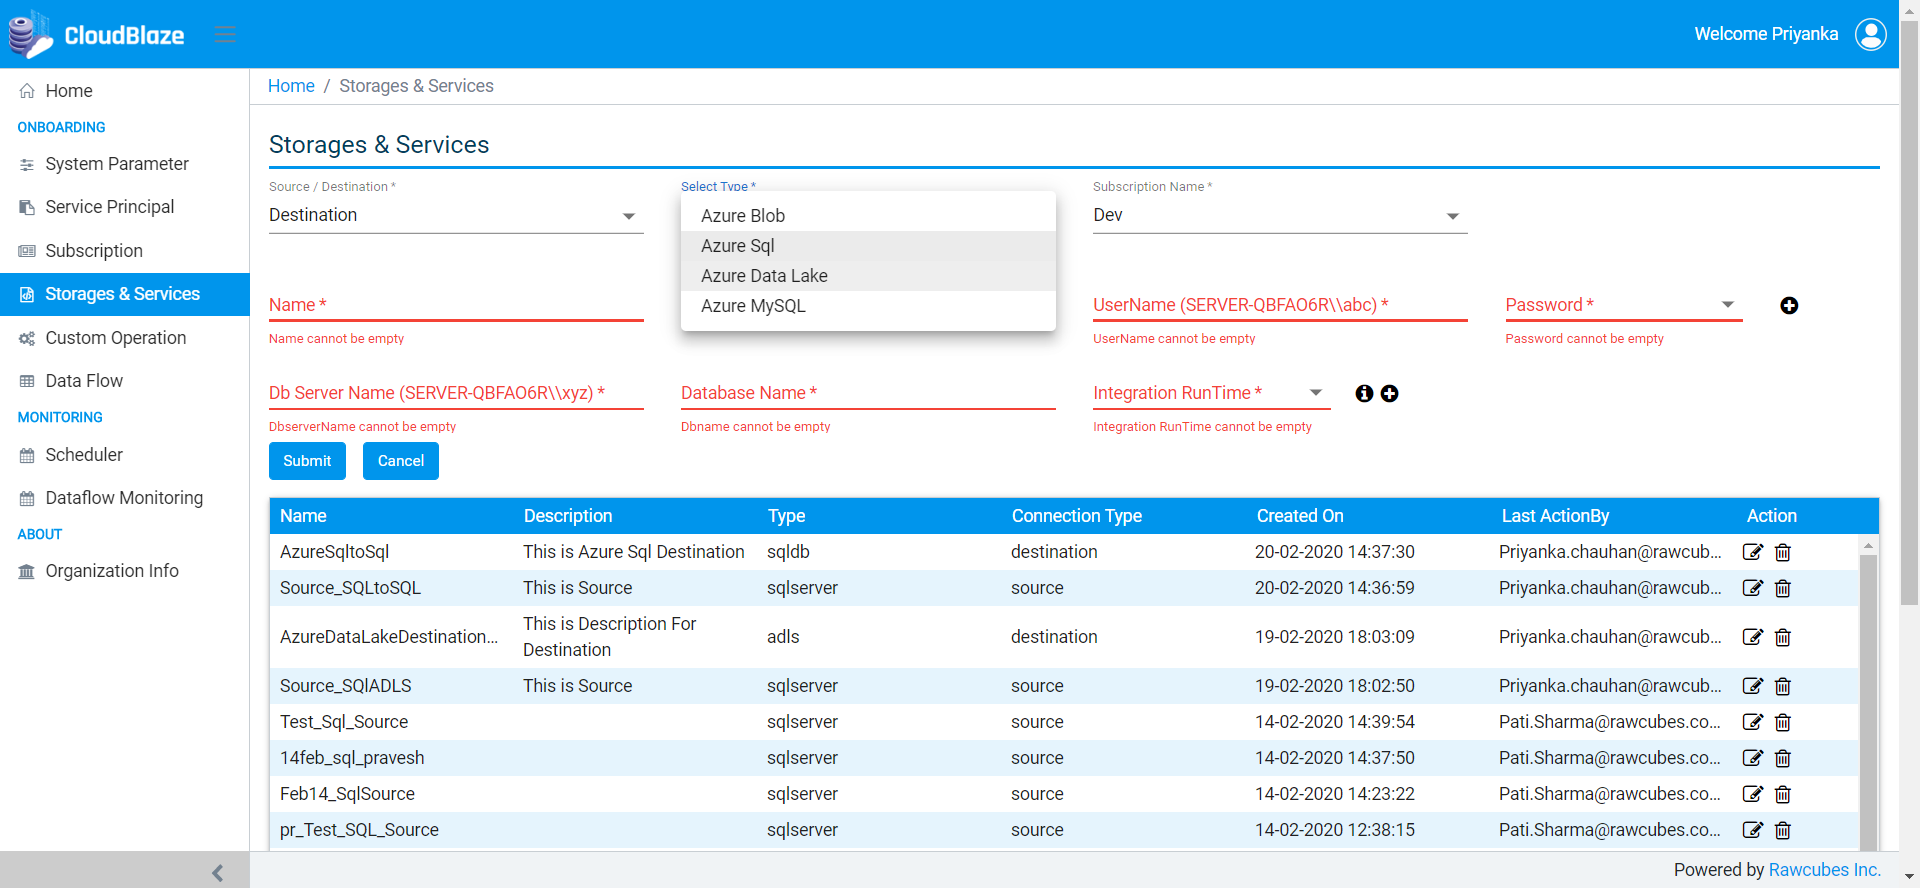 CloudBlaze
Welcome Priyanka
Home
ONBOARDING
System Parameter
Service Principal
Subscription
Storages & Services
Custom Operation
Data Flow
MONITORING
Scheduler
Dataflow Monitoring
ABOUT
Organization Info
Home / Storages & Services
Storages & Services
Source / Destination *
Destination
Select Type *
Azure Blob
Azure Sql
Azure Data Lake
Azure MySQL
Subscription Name *
Dev
Name *
Name cannot be empty
UserName (SERVER-QBFAO6R\\abc) *
UserName cannot be empty
Password *
Password cannot be empty
Db Server Name (SERVER-QBFAO6R\\xyz) *
DbserverName cannot be empty
Database Name *
Dbname cannot be empty
Integration RunTime *
Integration RunTime cannot be empty
Submit Cancel
Name Description Type Connection Type Created On Last ActionBy Action
AzureSqltoSql This is Azure Sql Destination sqldb destination 20-02-2020 14:37:30 Priyanka.chauhan@rawcub...
Source_SQLtoSQL This is Source sqlserver source 20-02-2020 14:36:59 Priyanka.chauhan@rawcub...
AzureDataLakeDestination... This is Description For Destination adls destination 19-02-2020 18:03:09 Priyanka.chauhan@rawcub...
Source_SQlADLS This is Source sqlserver source 19-02-2020 18:02:50 Priyanka.chauhan@rawcub...
Test_Sql_Source sqlserver source 14-02-2020 14:39:54 Pati.Sharma@rawcubes.co...
14feb_sql_pravesh sqlserver source 14-02-2020 14:37:50 Pati.Sharma@rawcubes.co...
Feb14_SqlSource sqlserver source 14-02-2020 14:23:22 Pati.Sharma@rawcubes.co...
pr_Test_SQL_Source sqlserver source 14-02-2020 12:38:15 Pati.Sharma@rawcubes.co...
Powered by Rawcubes Inc.